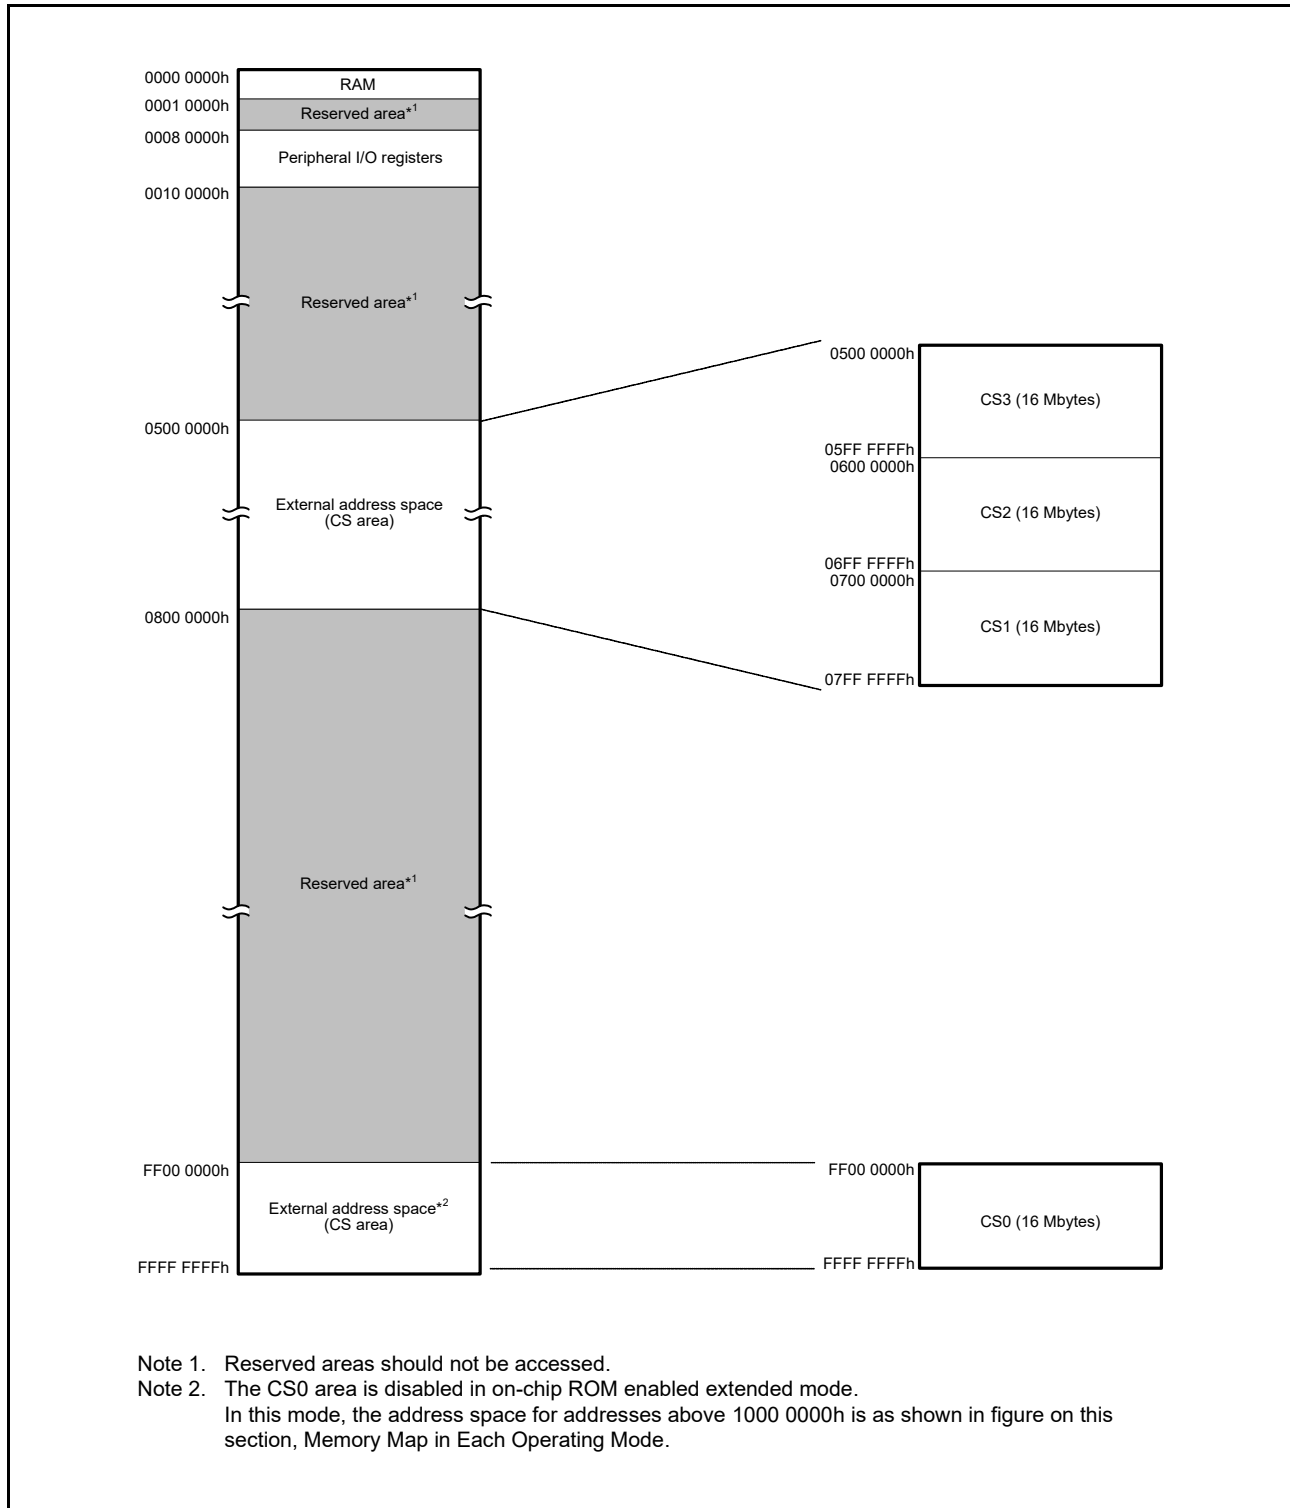 0000 0000h
RAM
0001 0000h
Reserved area*1
0008 0000h
Peripheral I/O registers
0010 0000h
Reserved area*1
0500 0000h
External address space
(CS area)
0800 0000h
Reserved area*1
FF00 0000h
External address space*2
(CS area)
FFFF FFFFh
0500 0000h
CS3 (16 Mbytes)
05FF FFFFh
0600 0000h
CS2 (16 Mbytes)
06FF FFFFh
0700 0000h
CS1 (16 Mbytes)
07FF FFFFh
FF00 0000h
CS0 (16 Mbytes)
FFFF FFFFh
Note 1. Reserved areas should not be accessed.
Note 2. The CS0 area is disabled in on-chip ROM enabled extended mode.
In this mode, the address space for addresses above 1000 0000h is as shown in figure on this
section, Memory Map in Each Operating Mode.